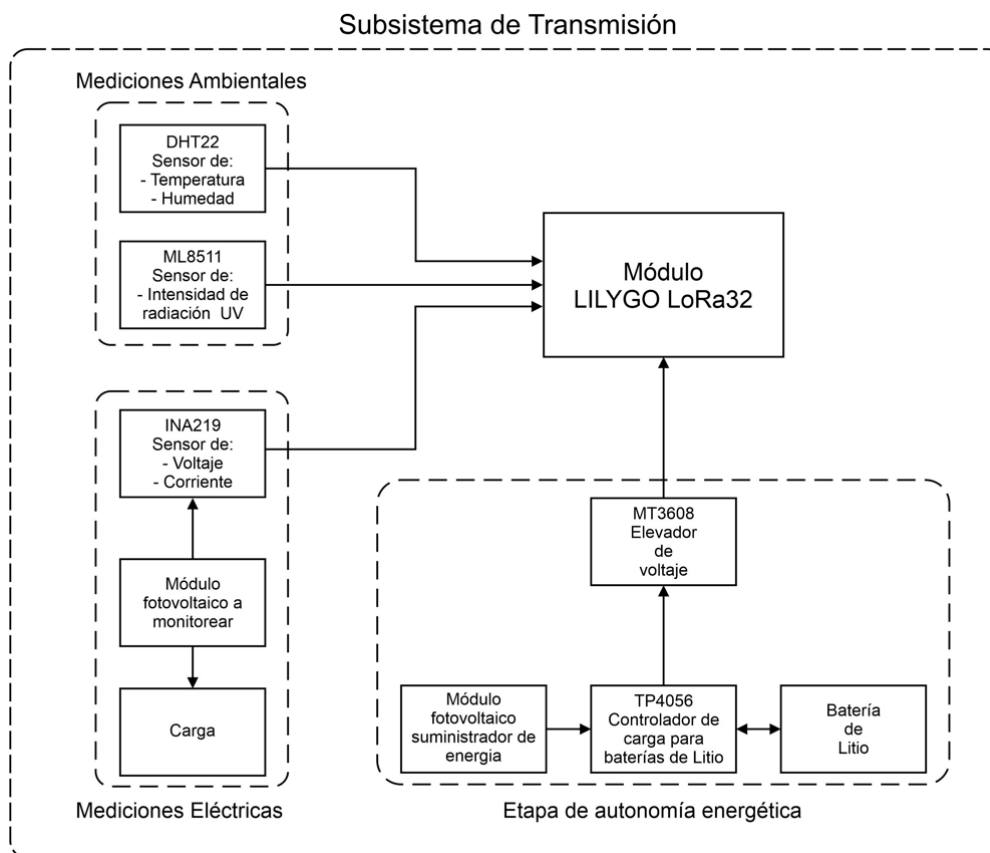 Subsistema de Transmisión
Mediciones Ambientales
DHT22
Sensor de:
- Temperatura
- Humedad
ML8511
Sensor de:
- Intensidad de
radiación UV
Módulo
LILYGO LoRa32
INA219
Sensor de:
- Voltaje
- Corriente
Módulo
fotovoltaico a
monitorear
Carga
Mediciones Eléctricas
MT3608
Elevador
de
voltaje
Módulo
fotovoltaico
suministrador de
energia
TP4056
Controlador de
carga para
baterías de Litio
Batería
de
Litio
Etapa de autonomía energética